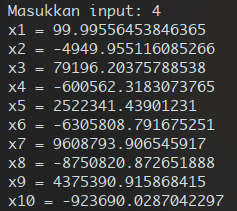 Masukkan input: 4
x1 = 99.99556453846365
x2 = -4949.955116085266
x3 = 79196.20375788538
x4 = -600562.3183073765
x5 = 2522341.43901231
x6 = -6305808.791675251
x7 = 9608793.906545917
x8 = -8750820.872651888
x9 = 4375390.915868415
x10 = -923690.0287042297